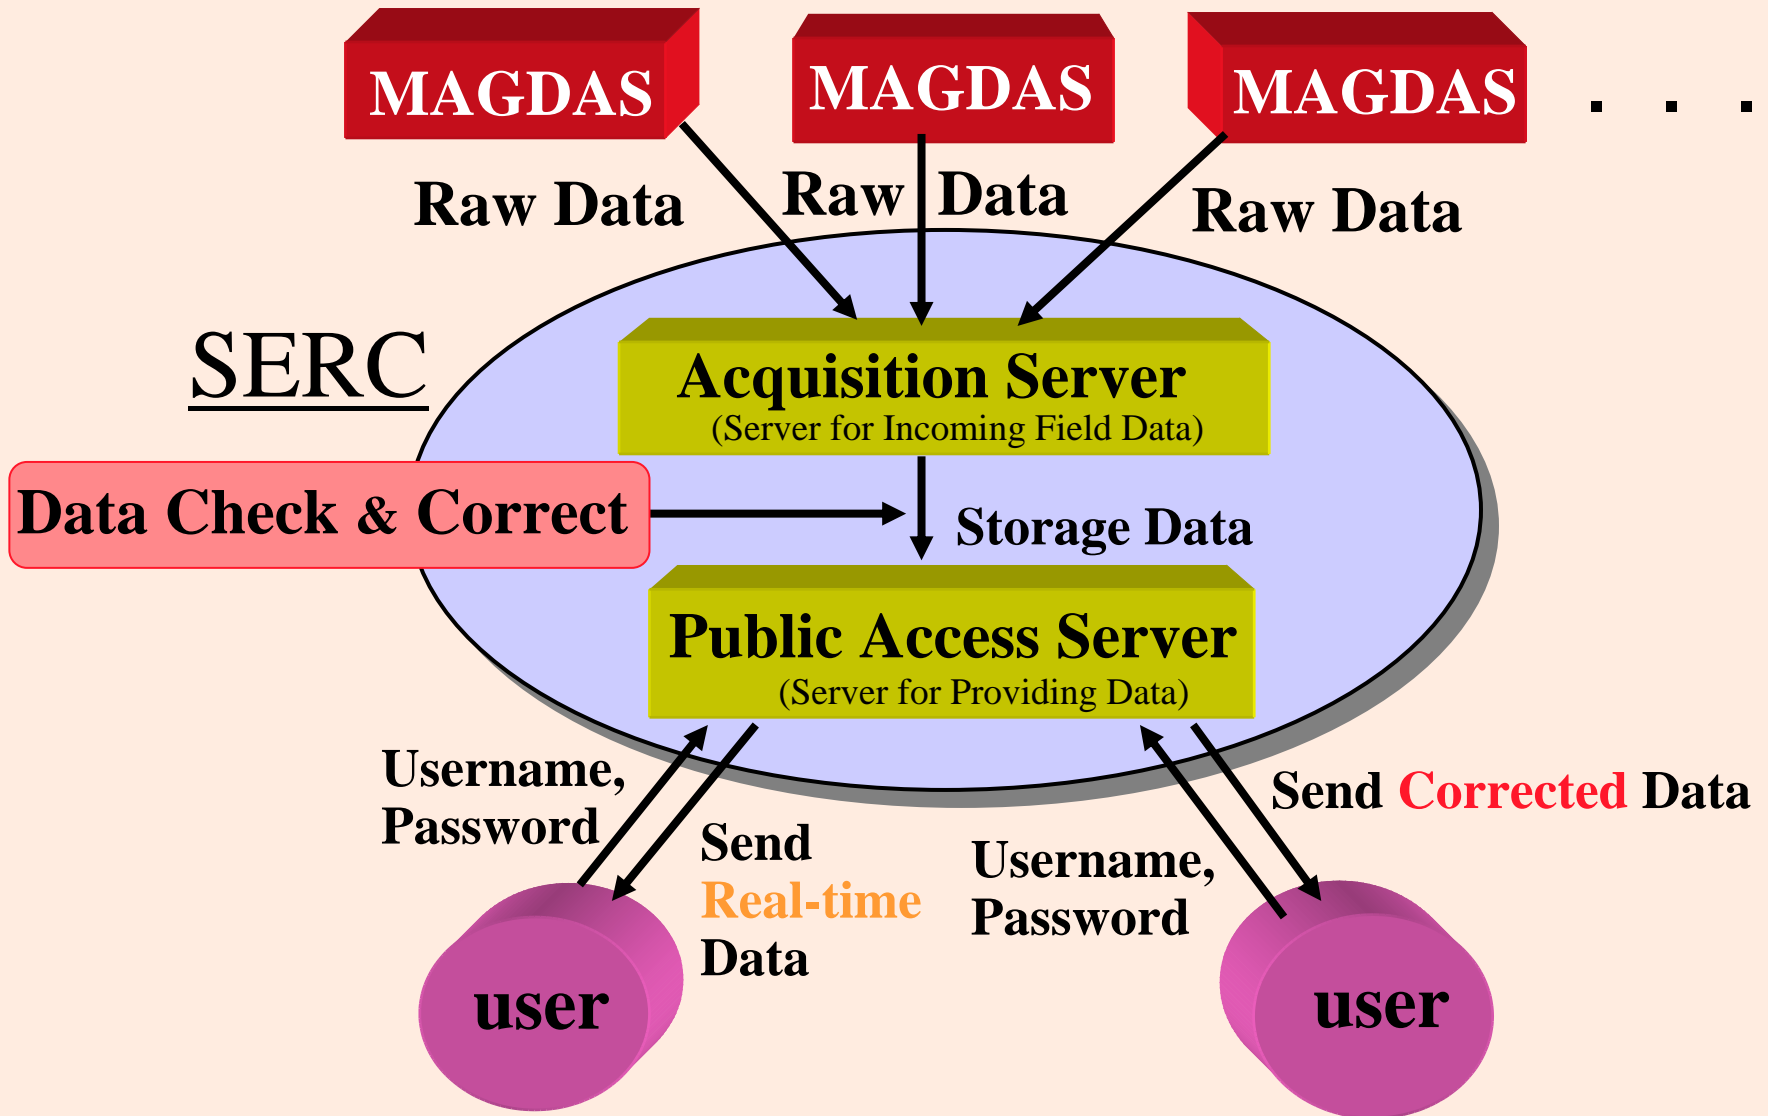 MAGDAS
MAGDAS
MAGDAS
. . .
Raw Data
Raw Data
Raw Data
SERC
Acquisition Server
(Server for Incoming Field Data)
Data Check & Correct
Storage Data
Public Access Server
(Server for Providing Data)
Username,
Password
Send
Real-time
Data
Username,
Password
Send Corrected Data
user
user